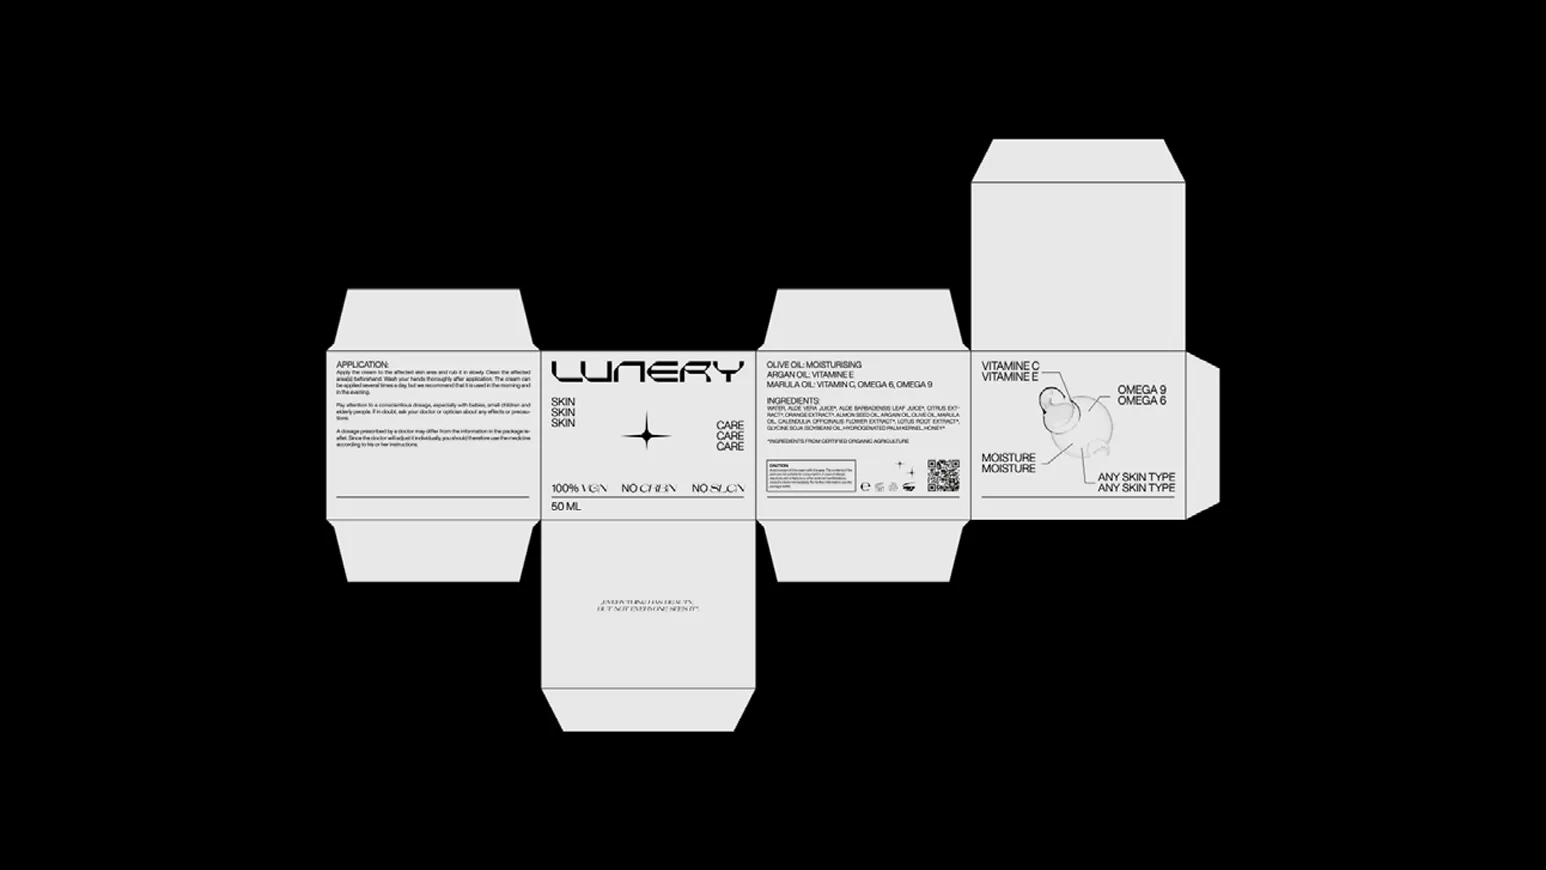 APPLICATION:
Apply the cream to the affected skin area and rub it in slowly. Clean the affected
area(s) beforehand. Wash your hands thoroughly after application. The cream can
be applied several times a day, but we recommend that it is used in the morning and
in the evening.
Pay attention to a conscientious dosage, especially with babies, small children and
elderly people. If in doubt, ask your doctor or optician about any effects or precau-
tions.
A dosage prescribed by a doctor may differ from the information in the package le-
aflet. Since the doctor will adjust it individually, you should therefore use the medicine
according to his or her instructions.
LUNERY
SKIN
SKIN
SKIN
CARE
CARE
CARE
100% VGN NO CRBN NO SLCN
50 ML
„EVERYTHING HAS BEAUTY,
BUT NOT EVERYONE SEES IT“.
OLIVE OIL: MOISTURISING
ARGAN OIL: VITAMINE E
MARULA OIL: VITAMIN C, OMEGA 6, OMEGA 9
INGREDIENTS:
WATER, ALOE VERA JUICE*, ALOE BARBADENSIS LEAF JUICE*, CITRUS EXT-
RACT*, ORANGE EXTRACT*, ALMON SEED OIL, ARGAN OIL, OLIVE OIL, MARULA
OIL, CALENDULA OFFICINALIS FLOWER EXTRACT*, LOTUS ROOT EXTRACT*,
GLYCINE SOJA (SOYBEAN) OIL, HYDROGENATED PALM KERNEL, HONEY*
*INGREDIENTS FROM CERTIFIED ORGANIC AGRICULTURE
CAUTION
VITAMINE C
VITAMINE E
OMEGA 9
OMEGA 6
MOISTURE
MOISTURE
ANY SKIN TYPE
ANY SKIN TYPE